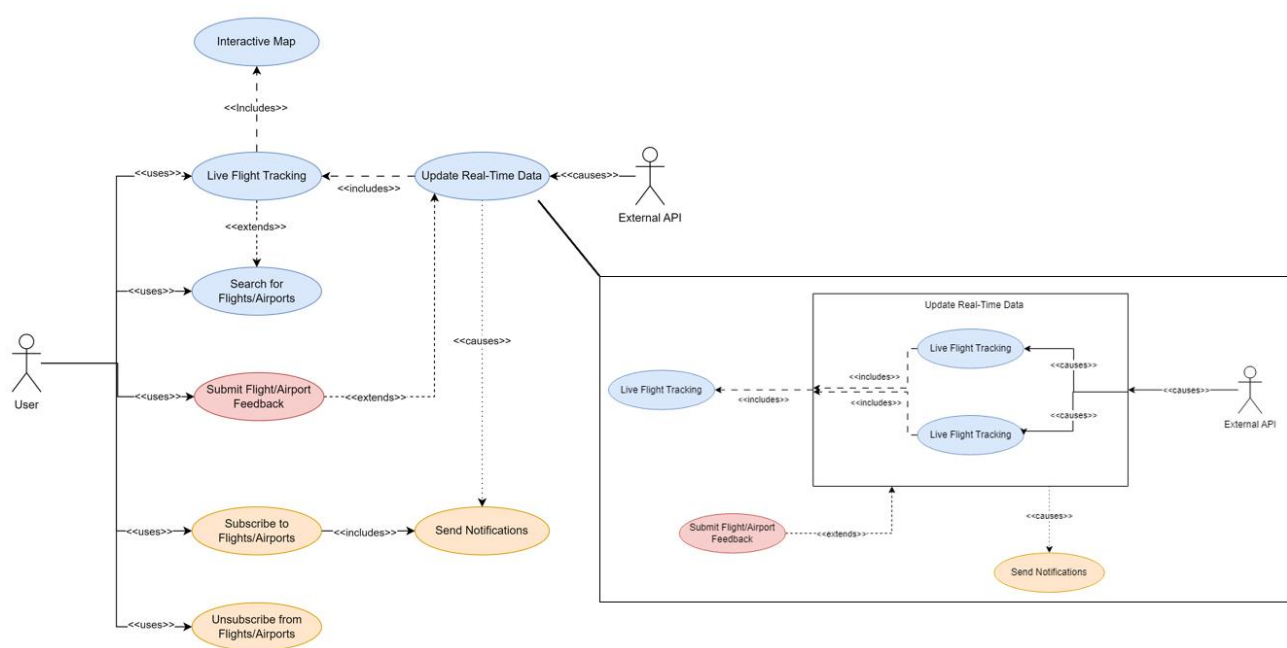 Interactive Map
<<Includes>>
<<uses>>
Live Flight Tracking
<<includes>>
Update Real-Time Data
<<causes>>
External API
<<extends>>
<<uses>>
Search for
Flights/Airports
<<causes>>
User
<<uses>>
Submit Flight/Airport
Feedback
<<extends>>
<<uses>>
Subscribe to
Flights/Airports
<<includes>>
Send Notifications
<<uses>>
Unsubscribe from
Flights/Airports
Update Real-Time Data
Live Flight Tracking
<<causes>>
<<includes>>
Live Flight Tracking
<<includes>>
<<includes>>
<<causes>>
<<causes>>
External API
Live Flight Tracking
Submit Flight/Airport
Feedback
<<extends>>
<<causes>>
Send Notifications